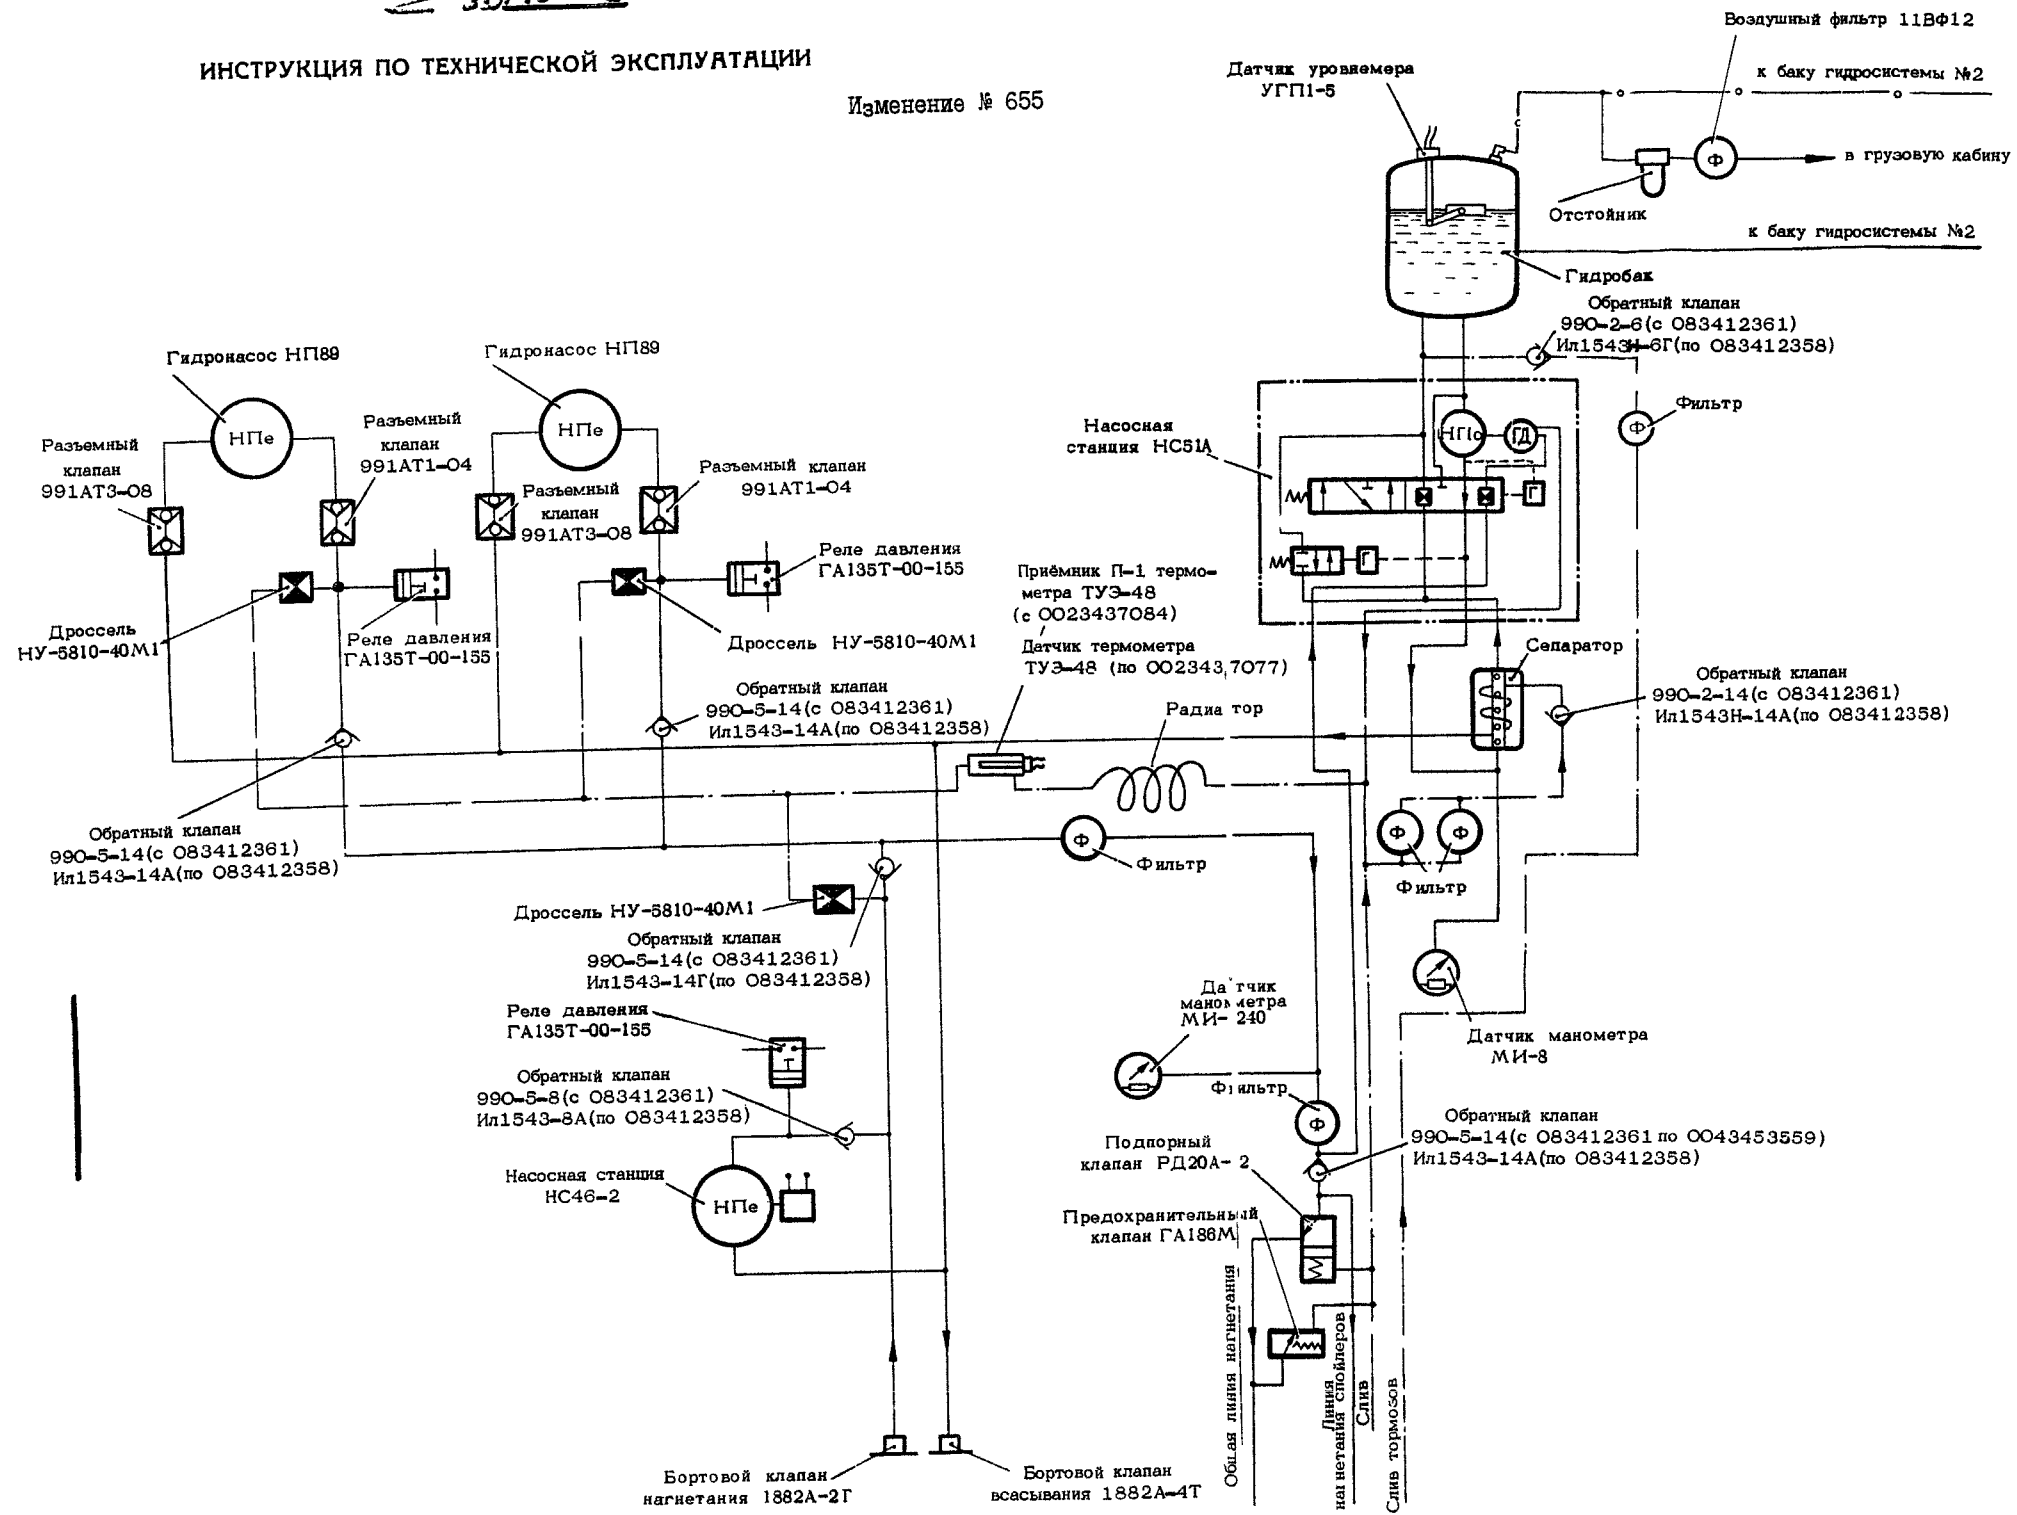 ИНСТРУКЦИЯ ПО ТЕХНИЧЕСКОЙ ЭКСПЛУАТАЦИИ
Изменение № 655
Воздушный фильтр 11ВФ12
Датчик уровнемера
УГП1-5
к баку гидросистемы №2
Ф
в грузовую кабину
Отстойник
к баку гидросистемы №2
Гидробак
Обратный клапан
990-2-6(с 083412361)
Ил1543Н-6Г(по 083412358)
Фильтр
Ф
Насосная
станция НС51А
ГД
Г
Г
Гидронасос НП89
Гидронасос НП89
НПе
НПе
Разъемный
клапан
991АТ3-08
Разъемный
клапан
991АТ1-04
Разъемный
клапан
991АТ3-08
Разъемный клапан
991АТ1-04
Реле давления
ГА135Т-00-155
Дроссель
НУ-5810-40М1
Реле давления
ГА135Т-00-155
Дроссель НУ-5810-40М1
Приёмник П-1 термо-
метра ТУЭ-48
(с 0023437084)
Датчик термометра
ТУЭ-48 (по 0023437077)
Сепаратор
Обратный клапан
990-2-14(с 083412361)
Ил1543Н-14А(по 083412358)
Обратный клапан
990-5-14(с 083412361)
Ил1543-14А(по 083412358)
Радиатор
Обратный клапан
990-5-14(с 083412361)
Ил1543-14А(по 083412358)
Ф
Фильтр
Ф
Ф
Фильтр
Дроссель НУ-5810-40М1
Обратный клапан
990-5-14(с 083412361)
Ил1543-14Г(по 083412358)
Датчик
манометра
МИ-240
Датчик манометра
МИ-8
Реле давления
ГА135Т-00-155
Обратный клапан
990-5-8(с 083412361)
Ил1543-8А(по 083412358)
Фильтр
Ф
Обратный клапан
990-5-14(с 083412361 по 0043453559)
Ил1543-14А(по 083412358)
Подпорный
клапан РД20А-2
Насосная станция
НС46-2
НПе
Предохранительный
клапан ГА186М
Общая линия нагнетания
Линия
нагнетания спойлеров
Слив
Слив тормозов
Бортовой клапан
нагнетания 1882А-2Г
Бортовой клапан
всасывания 1882А-4Т